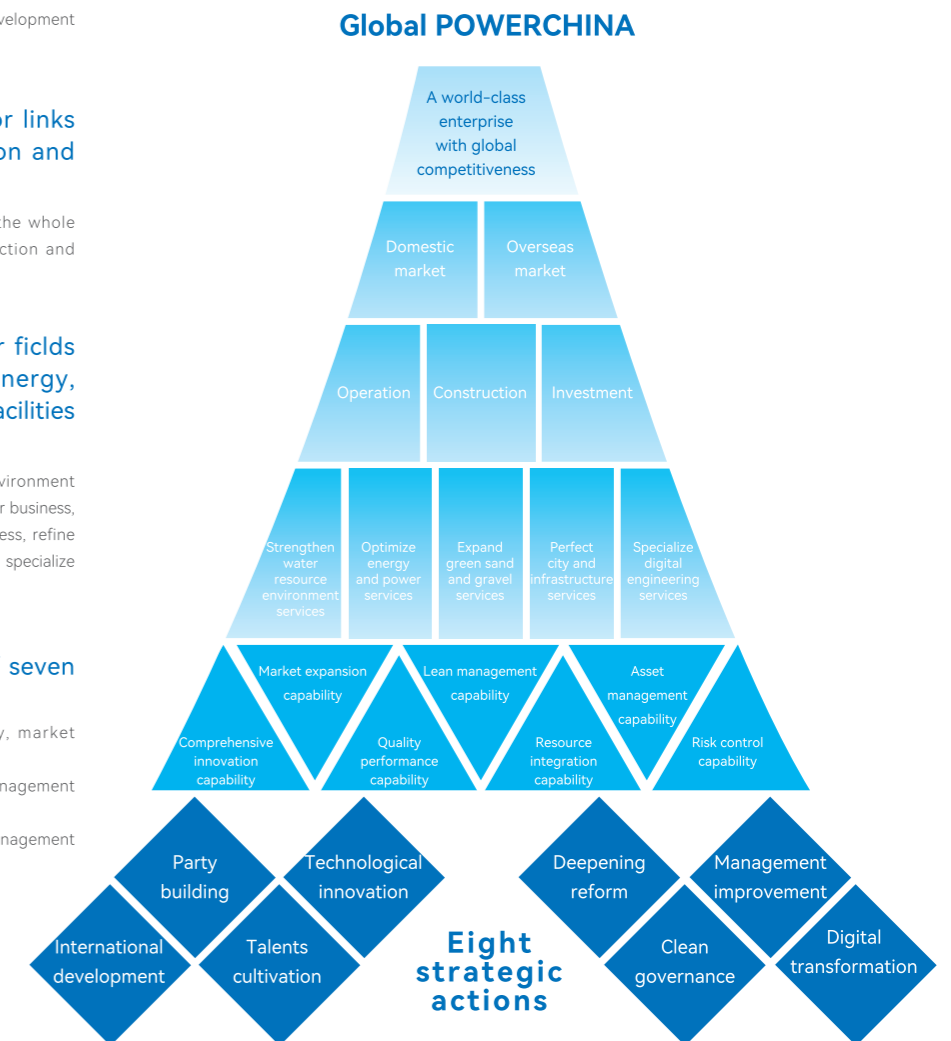 velopment
or links
on and
the whole
ction and
r ficlds
nergy,
acilities
vironment
r business,
ess, refine
specialize
seven
y, market
nagement
nagement
Global POWERCHINA
A world-class
enterprise
with global
competitiveness
Domestic
market
Overseas
market
Operation
Construction
Investment
Strengthen
water
resource
environment
services
Optimize
energy
and power
services
Expand
green sand
and gravel
services
Perfect
city and
infrastructure
services
Specialize
digital
engineering
services
Market expansion
capability
Lean management
capability
Asset
management
capability
Comprehensive
innovation
capability
Quality
performance
capability
Resource
integration
capability
Risk control
capability
Party
building
Technological
innovation
Deepening
reform
Management
improvement
International
development
Talents
cultivation
Eight
strategic
actions
Clean
governance
Digital
transformation